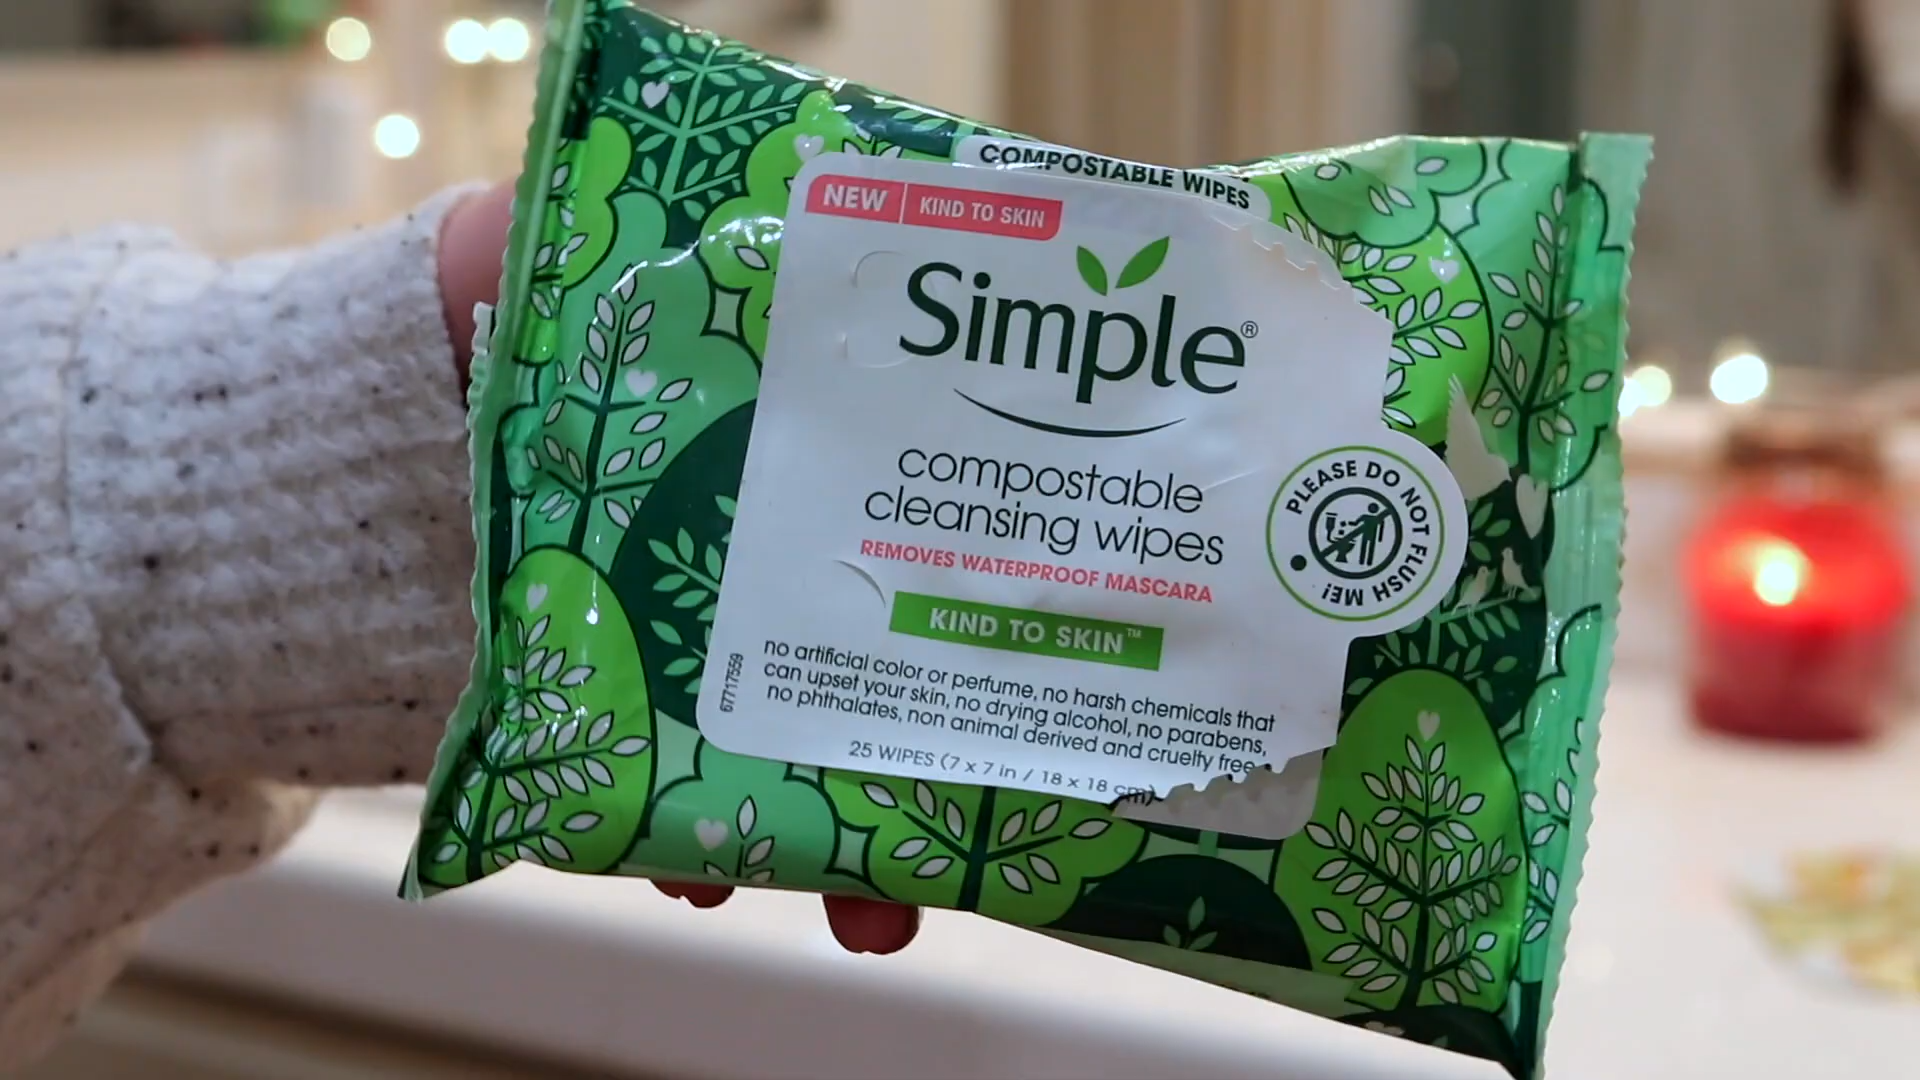 COMPOSTABLE WIPES
NEW KIND TO SKIN
Simple®
compostable
cleansing wipes
REMOVES WATERPROOF MASCARA
KIND TO SKIN™
PLEASE DO NOT FLUSH ME!
no artificial color or perfume, no harsh chemicals that
can upset your skin, no drying alcohol, no parabens,
no phthalates, non animal derived and cruelty free
25 WIPES (7 x 7 in / 18 x 18 cm)
67717559